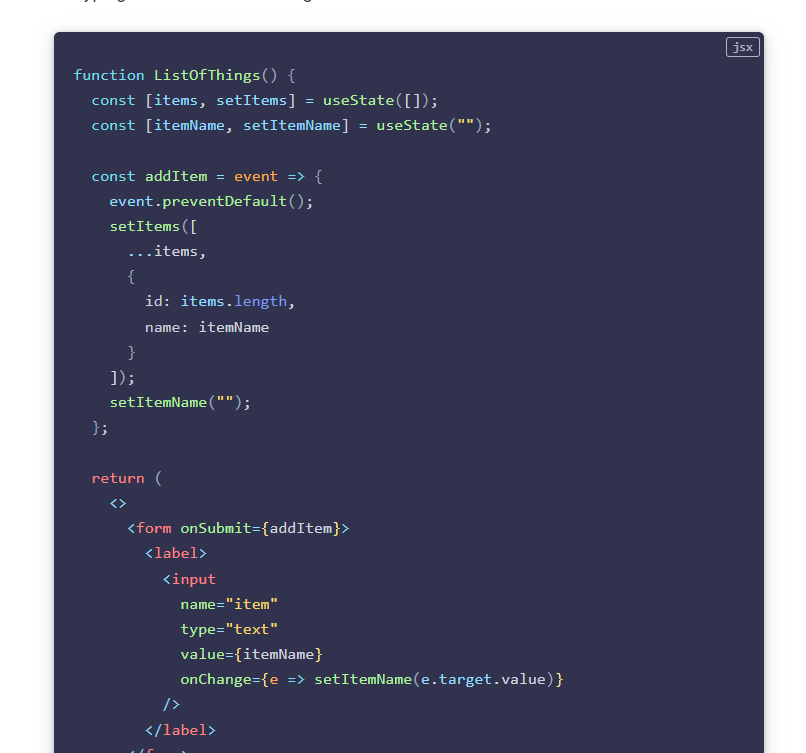 jsx
function ListOfThings() {
  const [items, setItems] = useState([]);
  const [itemName, setItemName] = useState("");

  const addItem = event => {
    event.preventDefault();
    setItems([
      ...items,
      {
        id: items.length,
        name: itemName
      }
    ]);
    setItemName("");
  };

  return (
    <>
      <form onSubmit={addItem}>
        <label>
          <input
            name="item"
            type="text"
            value={itemName}
            onChange={e => setItemName(e.target.value)}
          />
        </label>